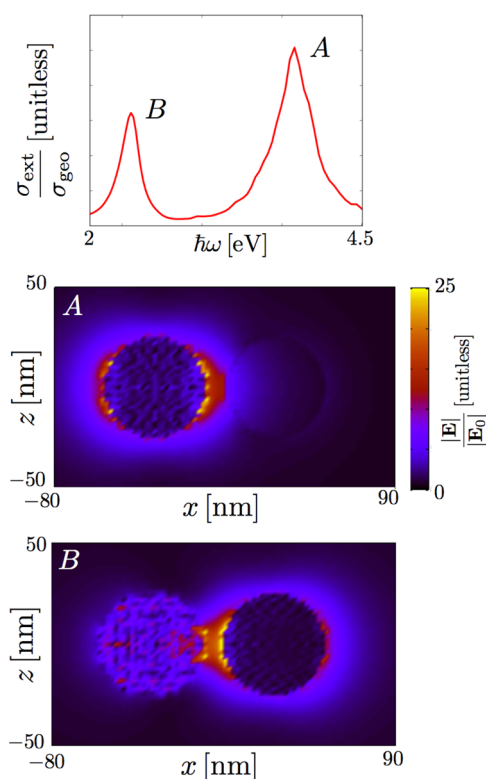 A
B
σext/σgeo [unitless]
2
ħω [eV]
4.5
50
A
z [nm]
−50
−80
x [nm]
90
25
|E|/|E0| [unitless]
0
50
B
z [nm]
−50
−80
x [nm]
90